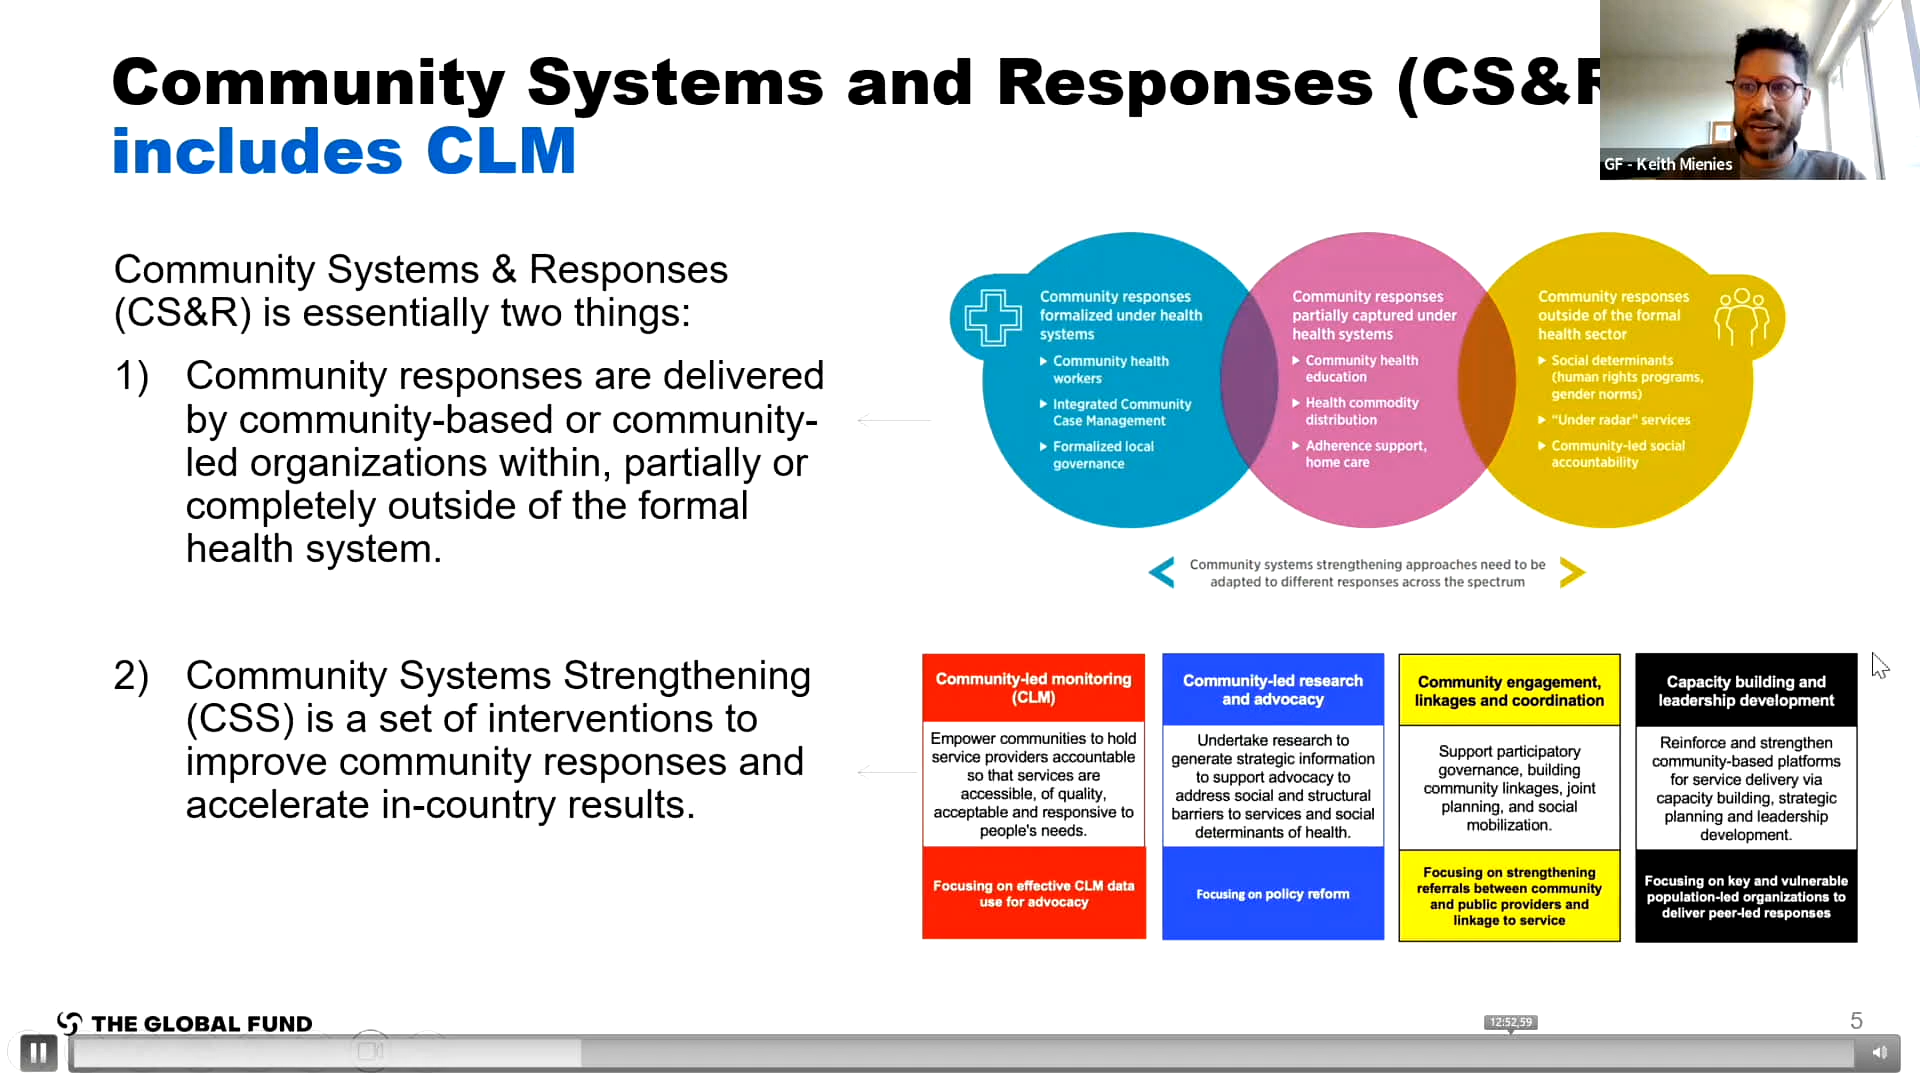 Community Systems and Responses (CS&R
includes CLM
GF - Keith Mienies
Community Systems & Responses
(CS&R) is essentially two things:
1) Community responses are delivered
by community-based or community-
led organizations within, partially or
completely outside of the formal
health system.
2) Community Systems Strengthening
(CSS) is a set of interventions to
improve community responses and
accelerate in-country results.
Community responses
formalized under health
systems
Community health
workers
Integrated Community
Case Management
Formalized local
governance
Community responses
partially captured under
health systems
Community health
education
Health commodity
distribution
Adherence support,
home care
Community responses
outside of the formal
health sector
Social determinants
(human rights programs,
gender norms)
"Under radar" services
Community-led social
accountability
Community systems strengthening approaches need to be
adapted to different responses across the spectrum
Community-led monitoring
(CLM)
Empower communities to hold
service providers accountable
so that services are
accessible, of quality,
acceptable and responsive to
people's needs.
Focusing on effective CLM data
use for advocacy
Community-led research
and advocacy
Undertake research to
generate strategic information
to support advocacy to
address social and structural
barriers to services and social
determinants of health.
Focusing on policy reform
Community engagement,
linkages and coordination
Support participatory
governance, building
community linkages, joint
planning, and social
mobilization.
Focusing on strengthening
referrals between community
and public providers and
linkage to service
Capacity building and
leadership development
Reinforce and strengthen
community-based platforms
for service delivery via
capacity building, strategic
planning and leadership
development.
Focusing on key and vulnerable
population-led organizations to
deliver peer-led responses
THE GLOBAL FUND
12:52,59
5